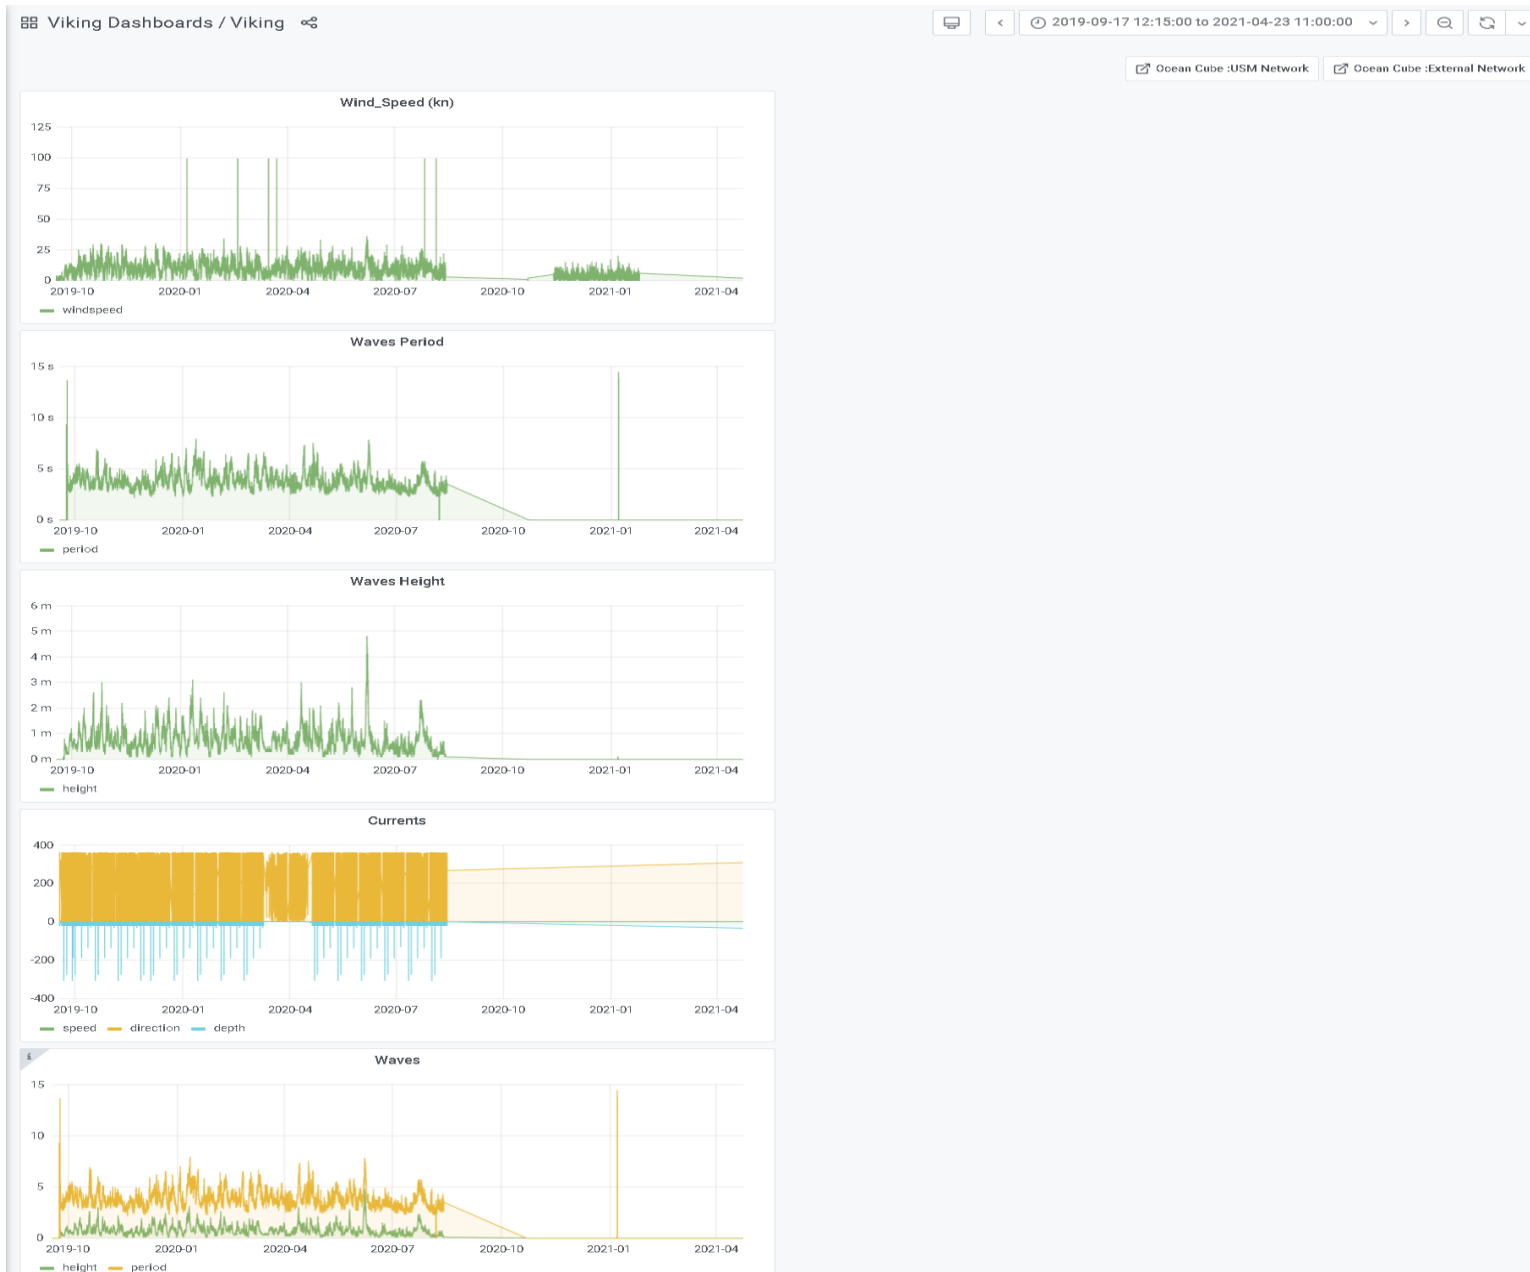 Viking Dashboards / Viking
2019-09-17 12:15:00 to 2021-04-23 11:00:00
Ocean Cube :USM Network Ocean Cube :External Network
Wind_Speed (kn)
125
100
75
50
25
0
2019-10 2020-01 2020-04 2020-07 2020-10 2021-01 2021-04
windspeed
Waves Period
15 s
10 s
5 s
0 s
2019-10 2020-01 2020-04 2020-07 2020-10 2021-01 2021-04
period
Waves Height
6 m
5 m
4 m
3 m
2 m
1 m
0 m
2019-10 2020-01 2020-04 2020-07 2020-10 2021-01 2021-04
height
Currents
400
200
0
-200
-400
2019-10 2020-01 2020-04 2020-07 2020-10 2021-01 2021-04
speed direction depth
i
Waves
15
10
5
0
2019-10 2020-01 2020-04 2020-07 2020-10 2021-01 2021-04
height period